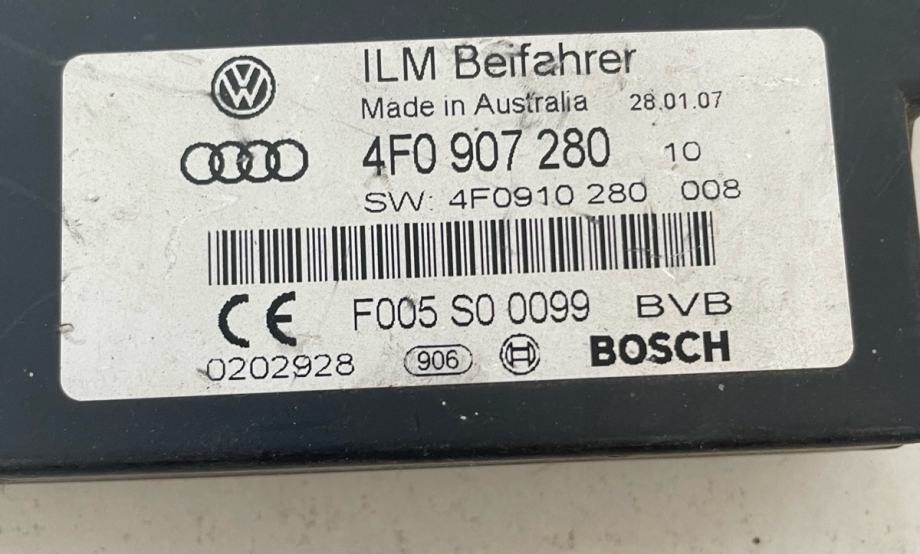 ILM Beifahrer
Made in Australia 28.01.07
4F0 907 280 10
SW: 4F0910 280 008
CE F005 S0 0099 BVB
0202928 906 BOSCH